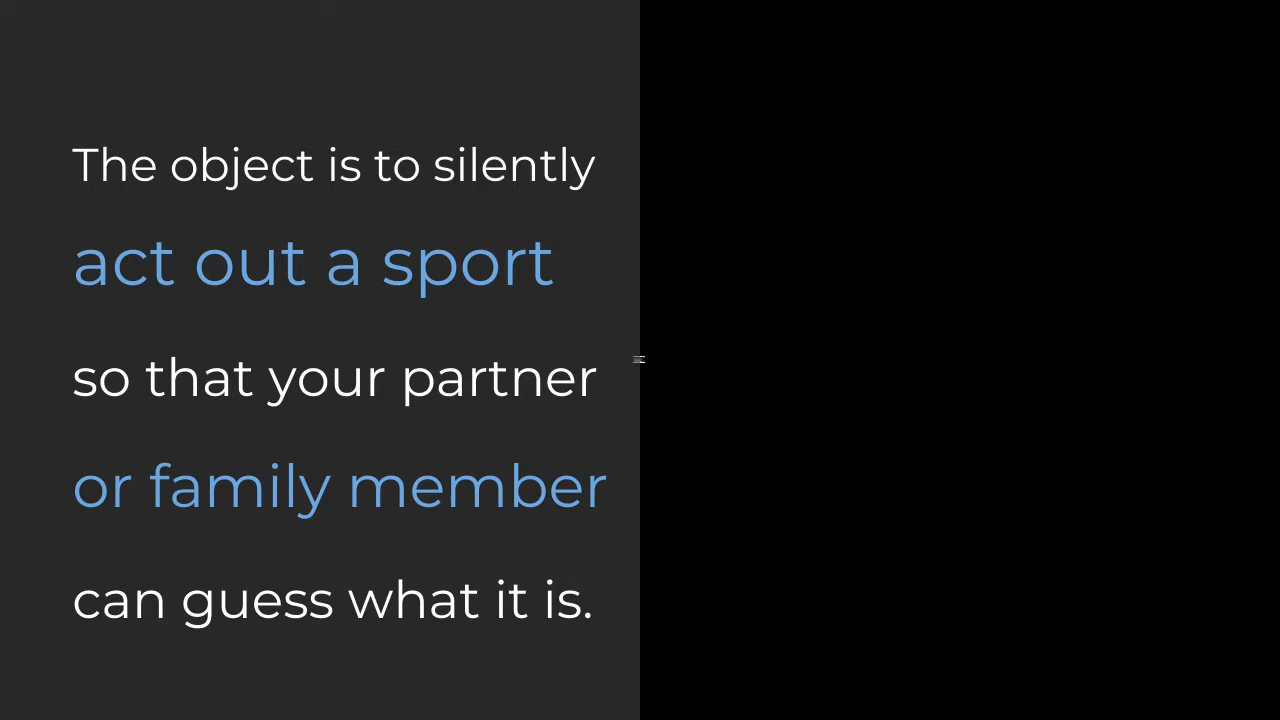 The object is to silently
act out a sport
so that your partner
or family member
can guess what it is.